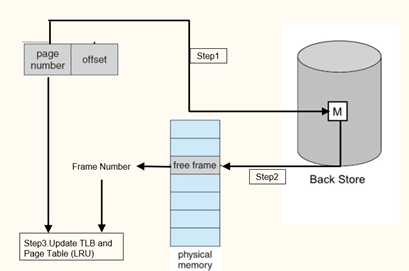 Step1
page
number
offset
M
free frame
Frame Number
Step2
Back Store
Step3.Update TLB and
Page Table (LRU)
physical
memory